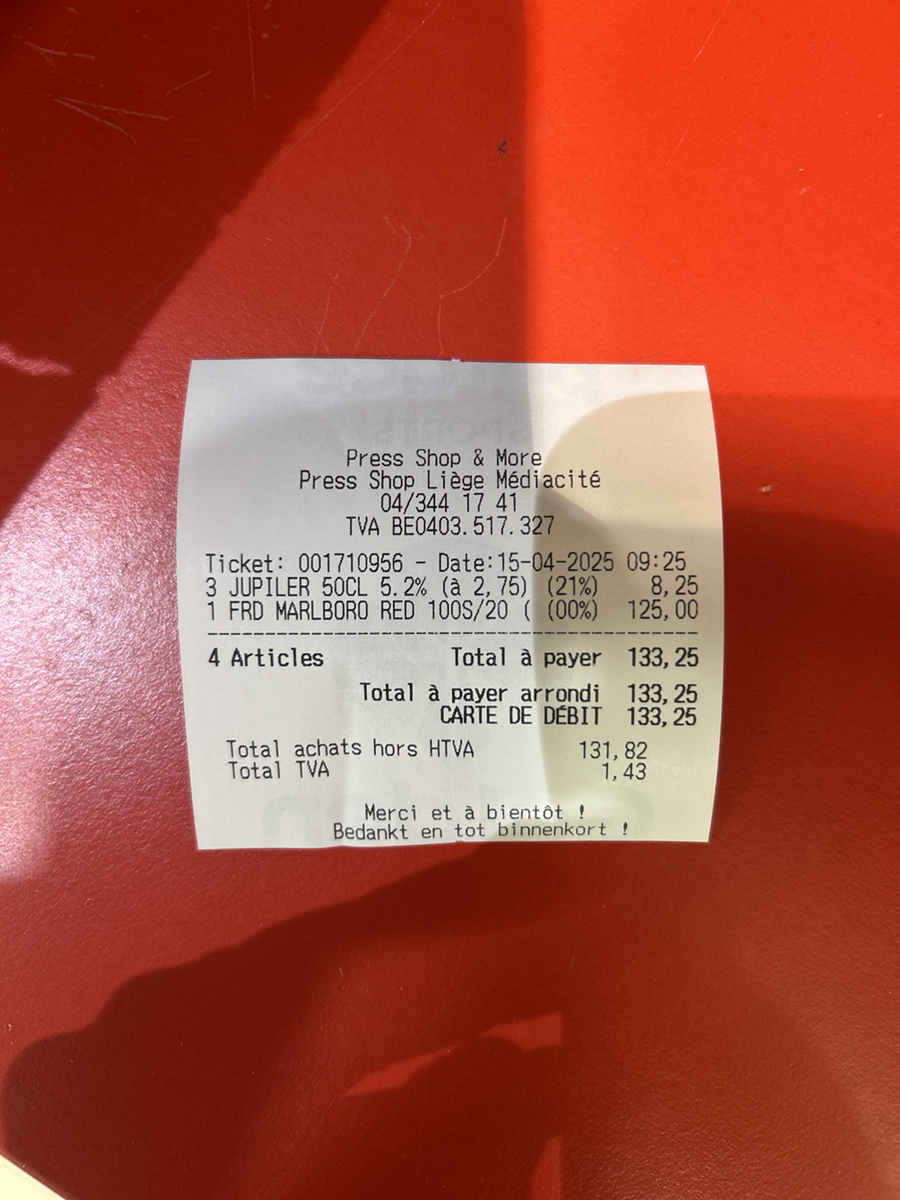 Press Shop & More
Press Shop Liège Médiacité
04/344 17 41
TVA BE0403.517.327
Ticket: 001710956 - Date:15-04-2025 09:25
3 JUPILER 50CL 5.2% (à 2,75) (21%) 8,25
1 FRD MARLBORO RED 100S/20 ( (00%) 125,00
4 Articles Total à payer 133,25
Total à payer arrondi 133,25
CARTE DE DÉBIT 133,25
Total achats hors HTVA 131,82
Total TVA 1,43
Merci et à bientôt !
Bedankt en tot binnenkort !